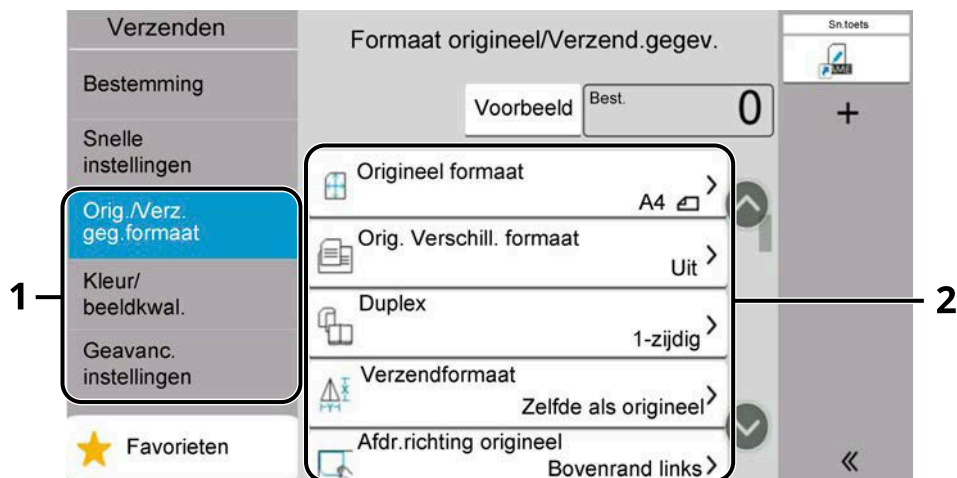 Verzenden
Bestemming
Snelle
instellingen
Orig./Verz.
geg.formaat
Kleur/
beeldkwal.
Geavanc.
instellingen
Favorieten
1
Formaat origineel/Verzend.gegev.
Voorbeeld
Best.
0
Origineel formaat
A4
Orig. Verschill. formaat
Uit
Duplex
1-zijdig
Verzendformaat
Zelfde als origineel
Afdr.richting origineel
Bovenrand links
2
Sn.toets
+
«